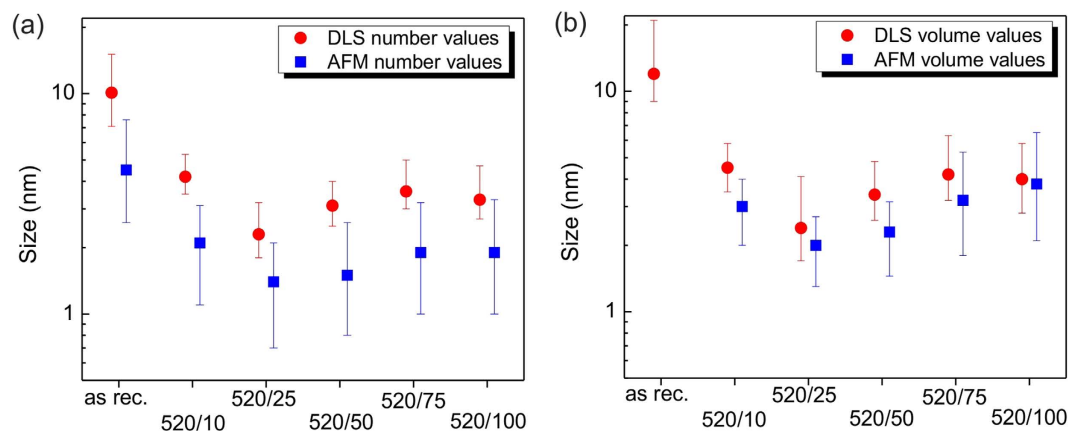 (a)
DLS number values
AFM number values
10
1
Size (nm)
as rec.
520/10
520/25
520/50
520/75
520/100
(b)
DLS volume values
AFM volume values
10
1
Size (nm)
as rec.
520/10
520/25
520/50
520/75
520/100